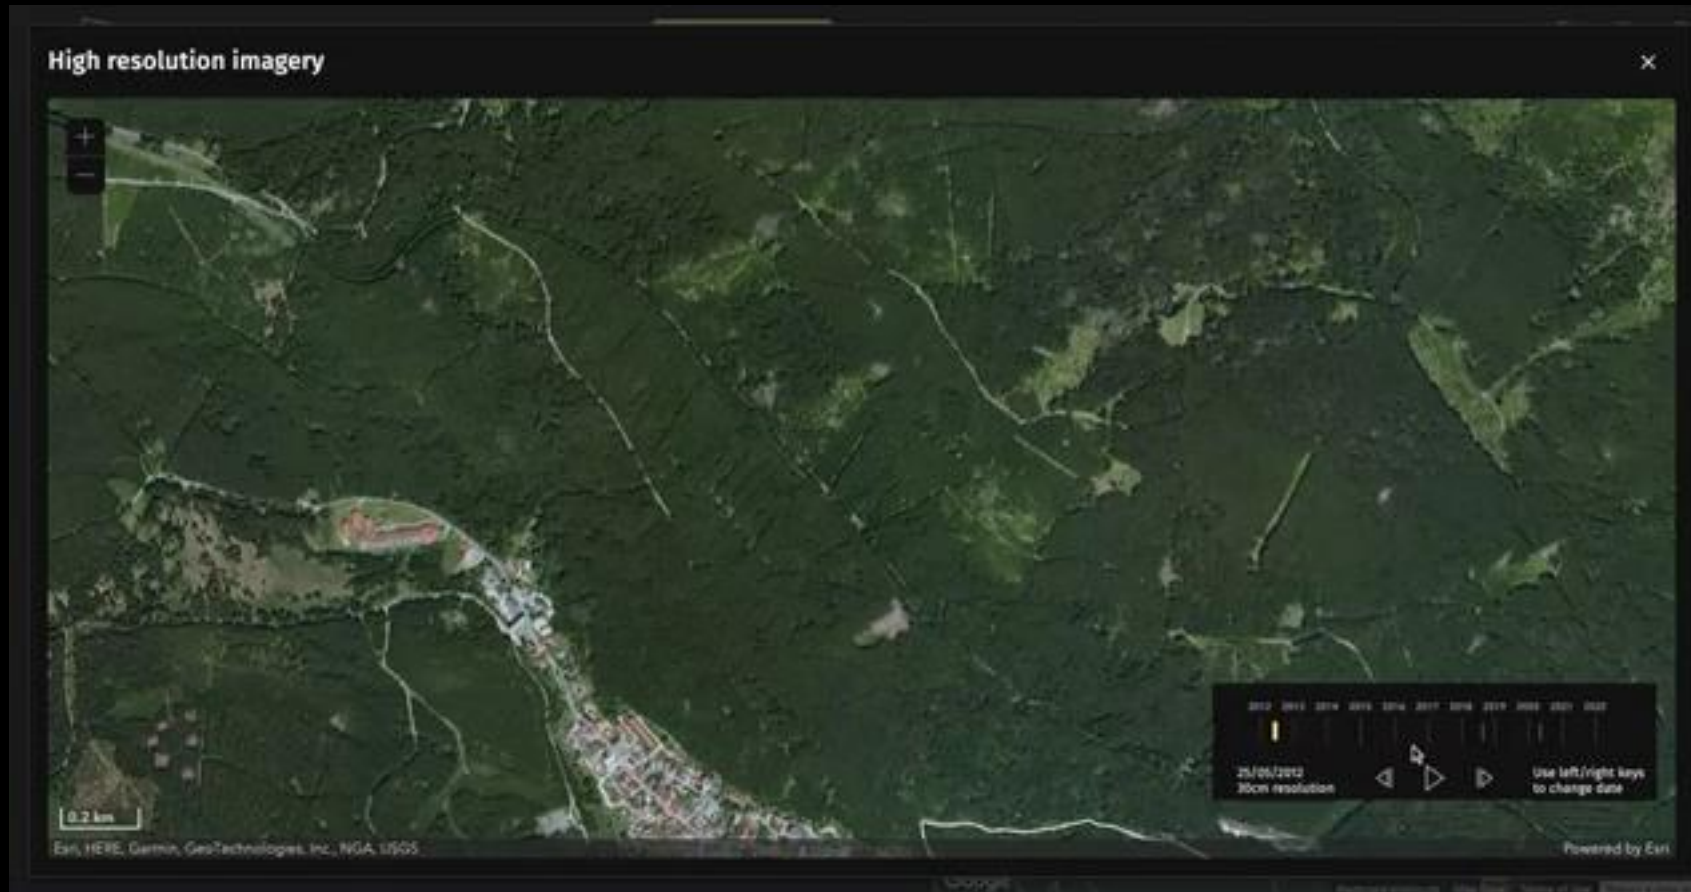 High resolution imagery
×
+
−
2012 2013 2014 2015 2016 2017 2018 2019 2020 2021 2022
25/05/2012
30cm resolution
Use left/right keys
to change date
0.2 km
Esri, HERE, Garmin, GeoTechnologies, Inc., NGA, USGS
Powered by Esri
Google